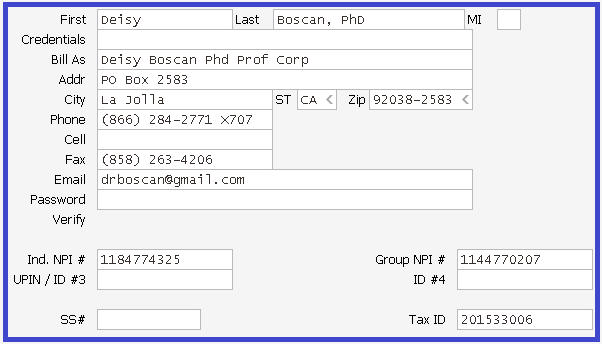 First Deisy Last Boscan, PhD MI
Credentials
Bill As Deisy Boscan Phd Prof Corp
Addr PO Box 2583
City La Jolla ST CA < Zip 92038-2583 <
Phone (866) 284-2771 X707
Cell
Fax (858) 263-4206
Email drboscan@gmail.com
Password
Verify
Ind. NPI # 1184774325 Group NPI # 1144770207
UPIN / ID #3 ID #4
SS# Tax ID 201533006